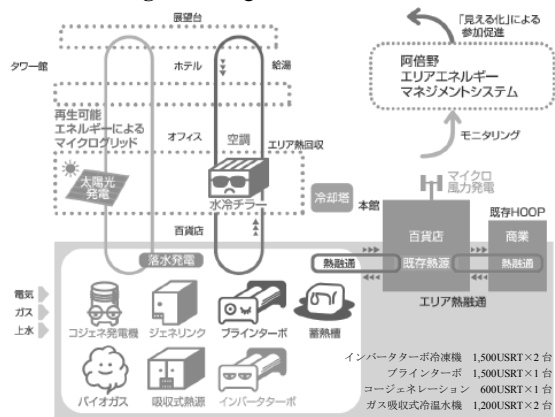 展望台
「見える化」による
参加促進
タワー館
ホテル
給湯
阿倍野
エリアエネルギー
マネジメントシステム
再生可能
エネルギーによる
マイクログリッド
オフィス
空調
エリア熱回収
モニタリング
太陽光
発電
水冷チラー
冷却塔
本館
マイクロ
風力発電
既存HOOP
百貨店
百貨店
商業
落水発電
熱融通
既存熱源
熱融通
電気
ガス
上水
エリア熱融通
コジェネ発電機
ジェネリンク
ブラインターボ
蓄熱槽
バイオガス
吸収式熱源
インバータターボ
インバータターボ冷凍機 1,500USRT×2台
ブラインターボ 1,500USRT×1台
コージェネレーション 600USRT×1台
ガス吸収式冷温水機 1,200USRT×2台